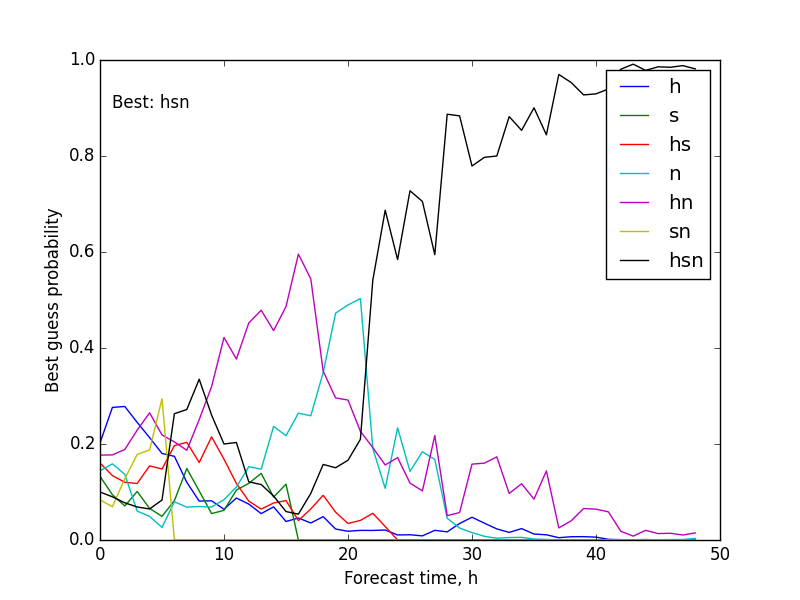 1.0
0.8
0.6
0.4
0.2
0.0
Best guess probability
Best: hsn
h
s
hs
n
hn
sn
hsn
0 10 20 30 40 50
Forecast time, h